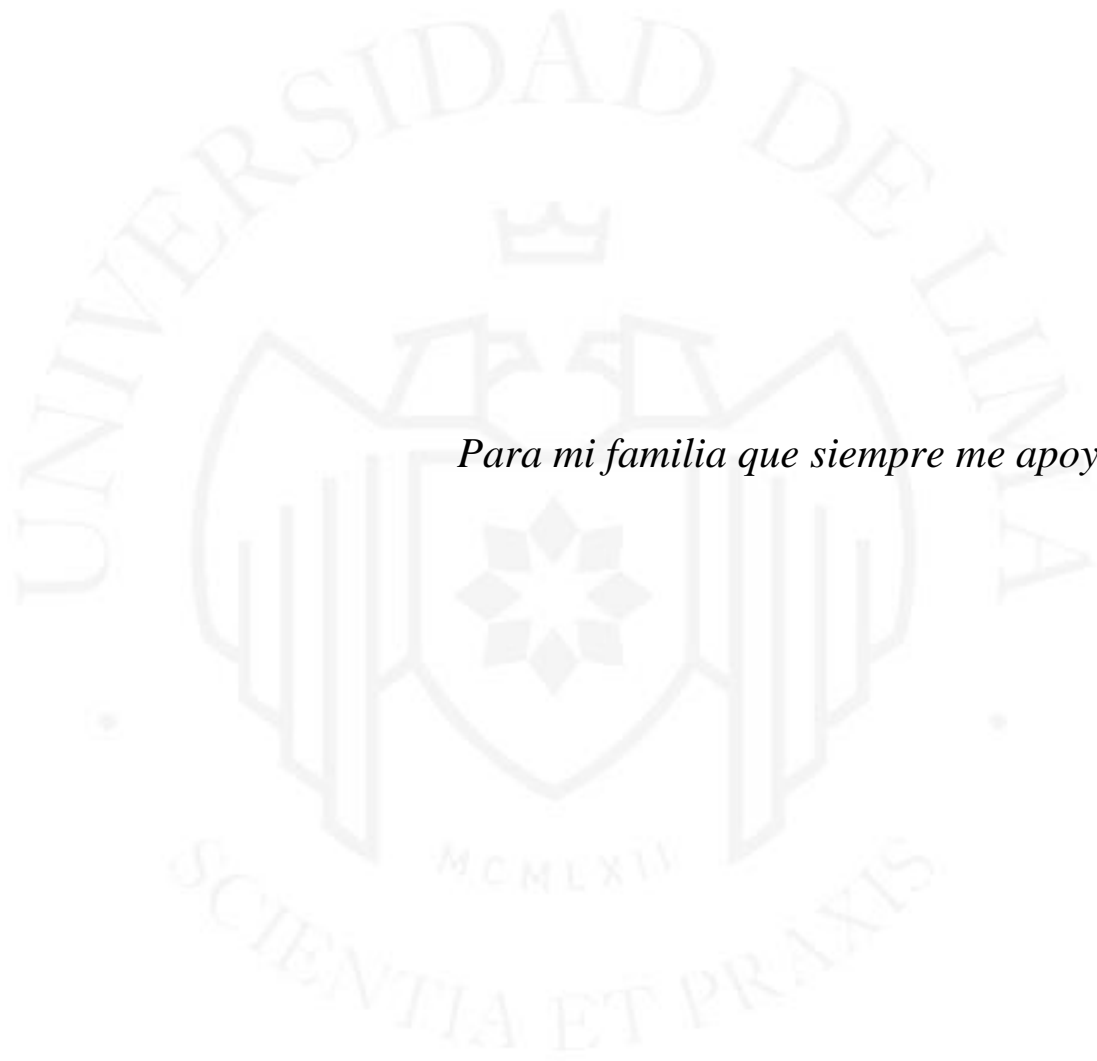 UNIVERSIDAD DE LIMA
Para mi familia que siempre me apoy
MCMLXII
SCIENTIA ET PRAXIS